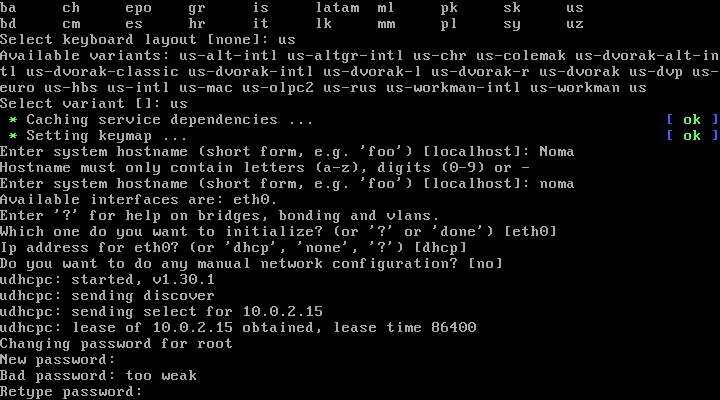 ba ch epo gr is latam ml pk sk us
bd cm es hr it lk mm pl sy uz
Select keyboard layout [none]: us
Available variants: us-alt-intl us-altgr-intl us-chr us-colemak us-dvorak-alt-in
tl us-dvorak-classic us-dvorak-intl us-dvorak-l us-dvorak-r us-dvorak us-dvp us-
euro us-hbs us-intl us-mac us-olpc2 us-rus us-workman-intl us-workman us
Select variant []: us
* Caching service dependencies ... [ ok ]
* Setting keymap ... [ ok ]
Enter system hostname (short form, e.g. 'foo') [localhost]: Noma
Hostname must only contain letters (a-z), digits (0-9) or -
Enter system hostname (short form, e.g. 'foo') [localhost]: noma
Available interfaces are: eth0.
Enter '?' for help on bridges, bonding and vlans.
Which one do you want to initialize? (or '?' or 'done') [eth0]
Ip address for eth0? (or 'dhcp', 'none', '?') [dhcp]
Do you want to do any manual network configuration? [no]
udhcpc: started, v1.30.1
udhcpc: sending discover
udhcpc: sending select for 10.0.2.15
udhcpc: lease of 10.0.2.15 obtained, lease time 86400
Changing password for root
New password:
Bad password: too weak
Retype password: